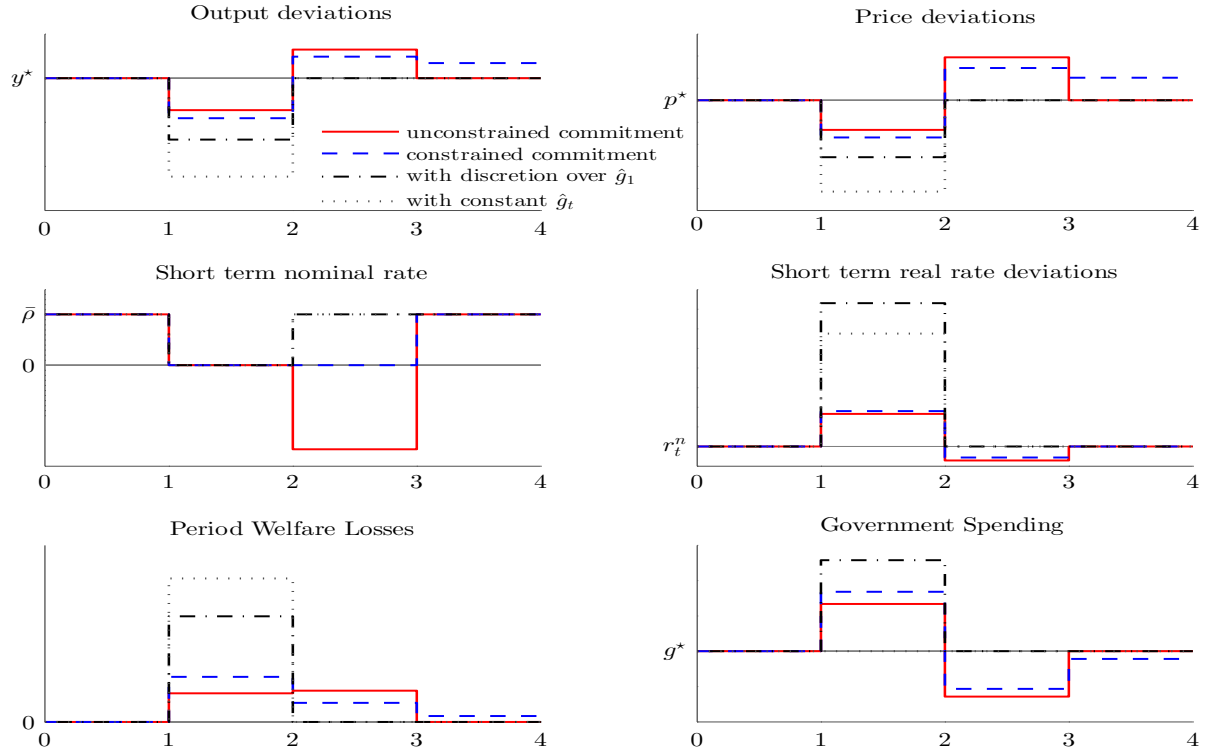 Output deviations
y⋆
unconstrained commitment
constrained commitment
with discretion over ĝ₁
with constant ĝₜ
0 1 2 3 4
Price deviations
p⋆
0 1 2 3 4
Short term nominal rate
ρ̄
0
0 1 2 3 4
Short term real rate deviations
rₜⁿ
0 1 2 3 4
Period Welfare Losses
0
0 1 2 3 4
Government Spending
g⋆
0 1 2 3 4